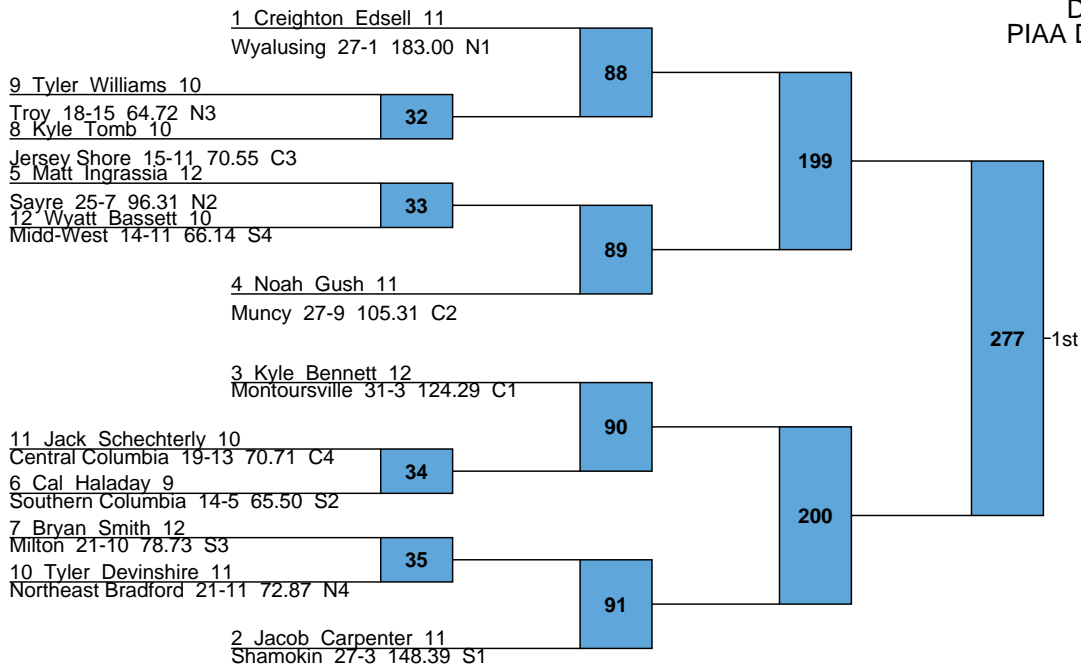 D
PIAA D
1 Creighton Edsell 11
Wyalusing 27-1 183.00 N1
88
9 Tyler Williams 10
Troy 18-15 64.72 N3
32
8 Kyle Tomb 10
Jersey Shore 15-11 70.55 C3
199
5 Matt Ingrassia 12
Sayre 25-7 96.31 N2
33
12 Wyatt Bassett 10
Midd-West 14-11 66.14 S4
89
4 Noah Gush 11
Muncy 27-9 105.31 C2
277
1st
3 Kyle Bennett 12
Montoursville 31-3 124.29 C1
90
11 Jack Schechterly 10
Central Columbia 19-13 70.71 C4
34
6 Cal Haladay 9
Southern Columbia 14-5 65.50 S2
200
7 Bryan Smith 12
Milton 21-10 78.73 S3
35
10 Tyler Devinshire 11
Northeast Bradford 21-11 72.87 N4
91
2 Jacob Carpenter 11
Shamokin 27-3 148.39 S1